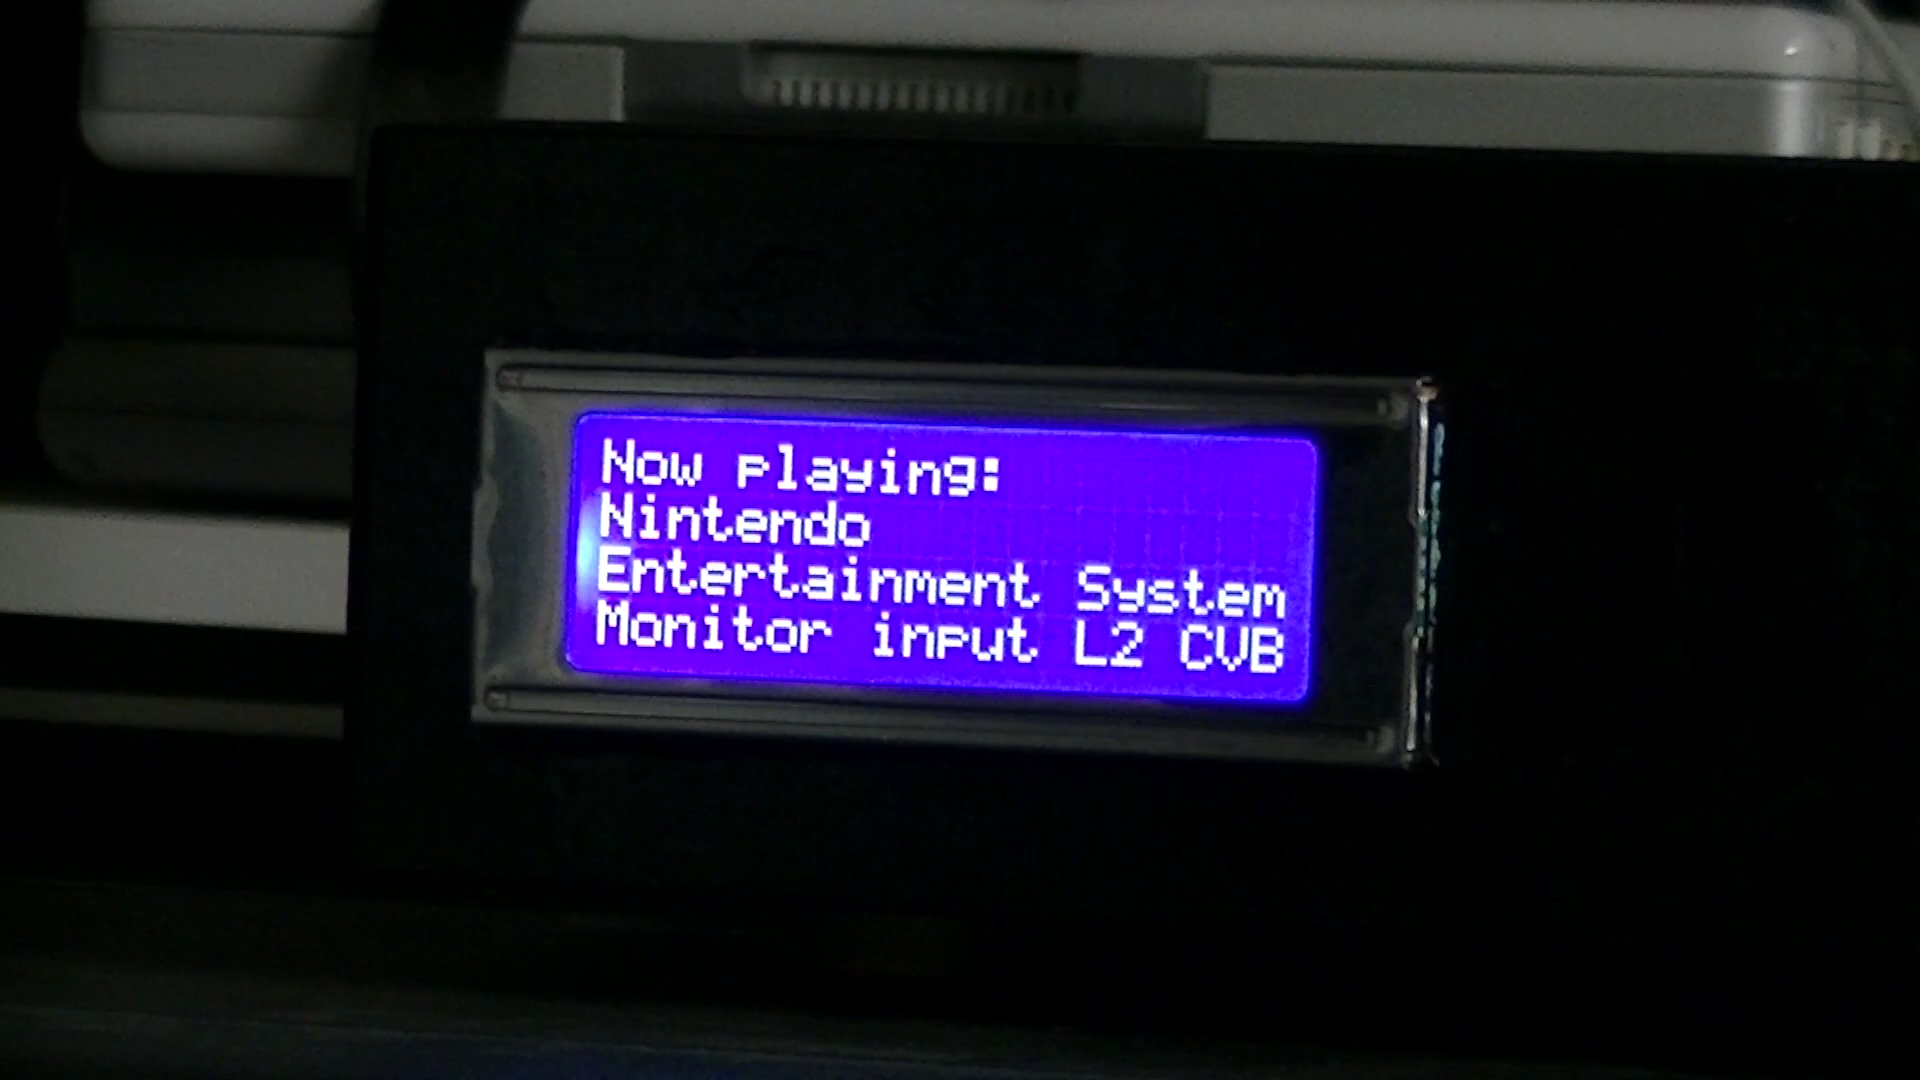 Now playing:
Nintendo
Entertainment System
Monitor input L2 CVB